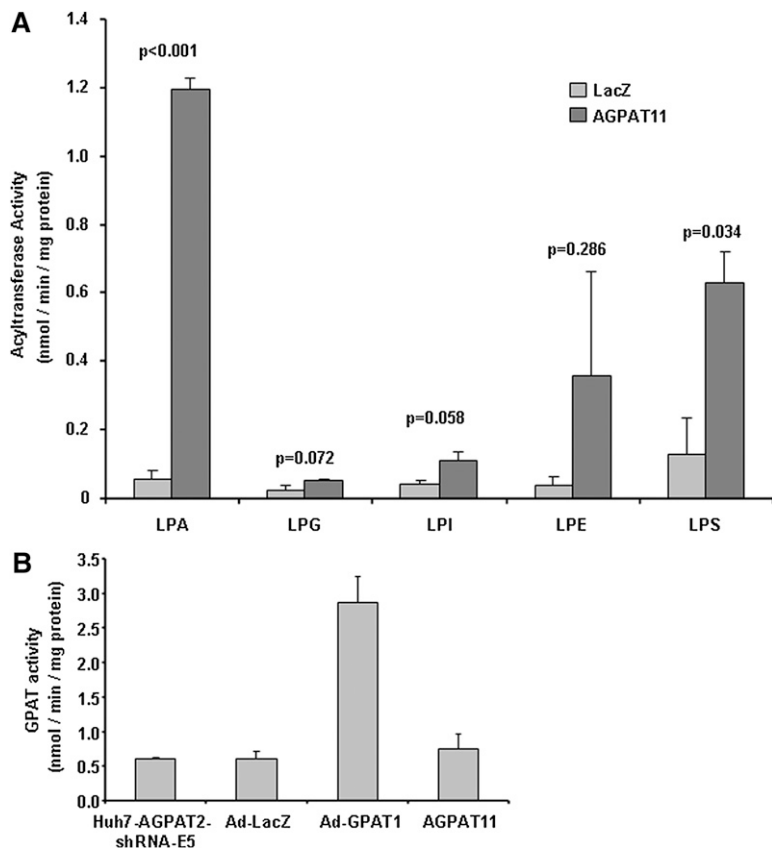 A
1.4
1.2
1.0
0.8
0.6
0.4
0.2
0
Acyltransferase Activity
(nmol / min / mg protein)
p<0.001
p=0.072
p=0.058
p=0.286
p=0.034
LacZ
AGPAT11
LPA LPG LPI LPE LPS
B
3.5
3.0
2.5
2.0
1.5
1.0
0.5
0.0
GPAT activity
(nmol / min / mg protein)
Huh7-AGPAT2- Ad-LacZ Ad-GPAT1 AGPAT11
shRNA-E5